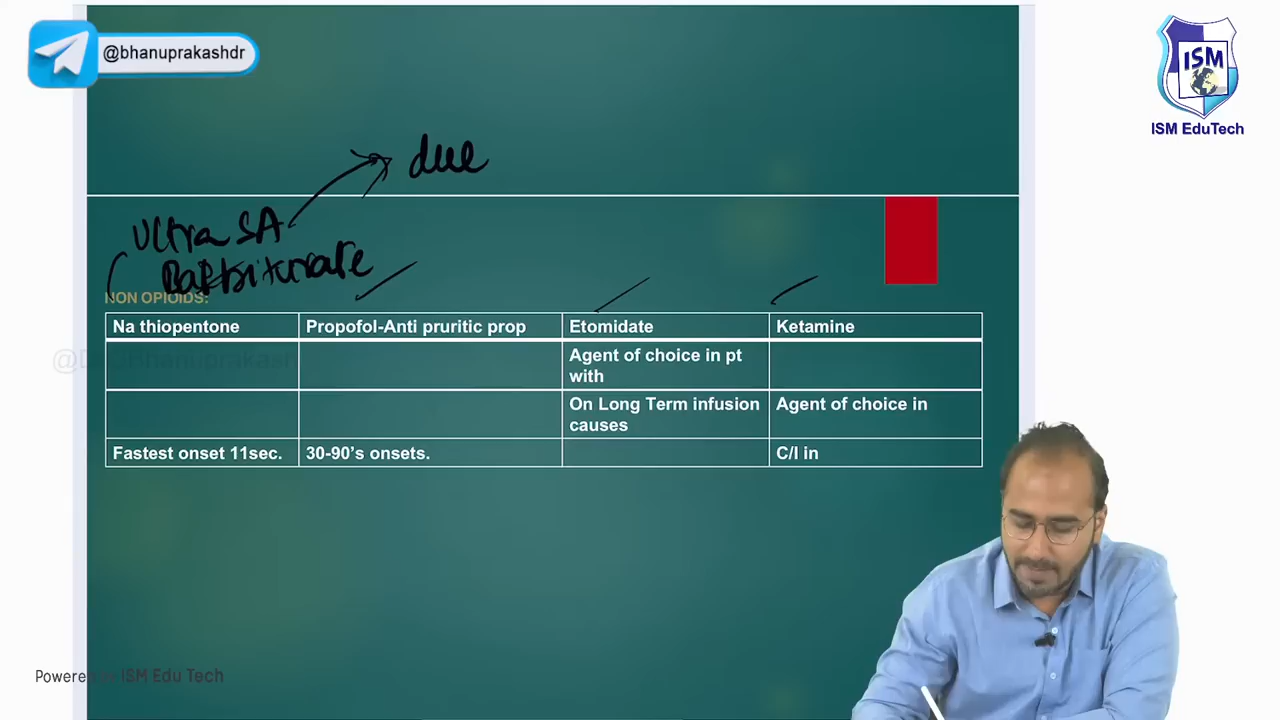 @bhanuprakashdr
ISM
ISM EduTech
due
Ultra SA
Barbiturate
NON OPIOIDS:
Na thiopentone
Propofol-Anti pruritic prop
Etomidate
Ketamine
Agent of choice in pt
with
On Long Term infusion
causes
Agent of choice in
Fastest onset 11sec.
30-90's onsets.
C/I in
Powered by ISM Edu Tech